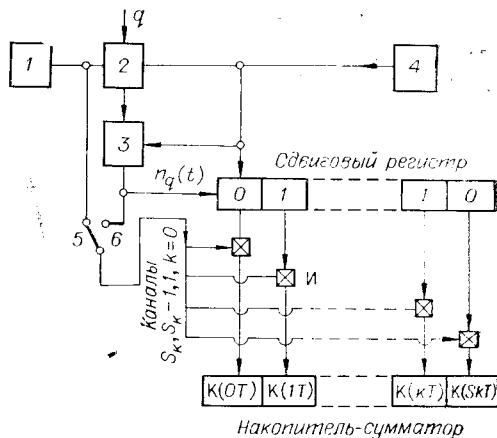 q
1
2
4
3
Сдвиговый регистр
n_q(t)
0 1 1 0
5 6
И
Каналы
S_k, S_k-1, 1, k=0
K(0T) K(1T) K(кT) K(SkT)
Накопитель-сумматор